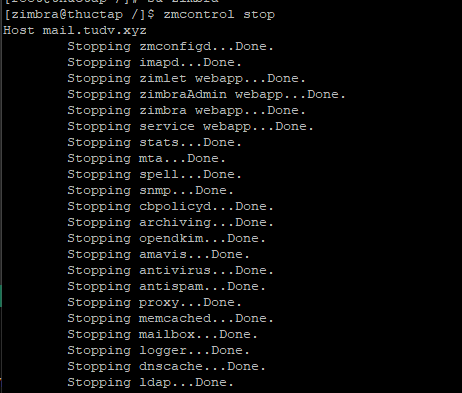 [zimbra@thuctap /]$ zmcontrol stop
Host mail.tudv.xyz
Stopping zmconfigd...Done.
Stopping imapd...Done.
Stopping zimlet webapp...Done.
Stopping zimbraAdmin webapp...Done.
Stopping zimbra webapp...Done.
Stopping service webapp...Done.
Stopping stats...Done.
Stopping mta...Done.
Stopping spell...Done.
Stopping snmp...Done.
Stopping cbpolicyd...Done.
Stopping archiving...Done.
Stopping opendkim...Done.
Stopping amavis...Done.
Stopping antivirus...Done.
Stopping antispam...Done.
Stopping proxy...Done.
Stopping memcached...Done.
Stopping mailbox...Done.
Stopping logger...Done.
Stopping dnscache...Done.
Stopping ldap...Done.